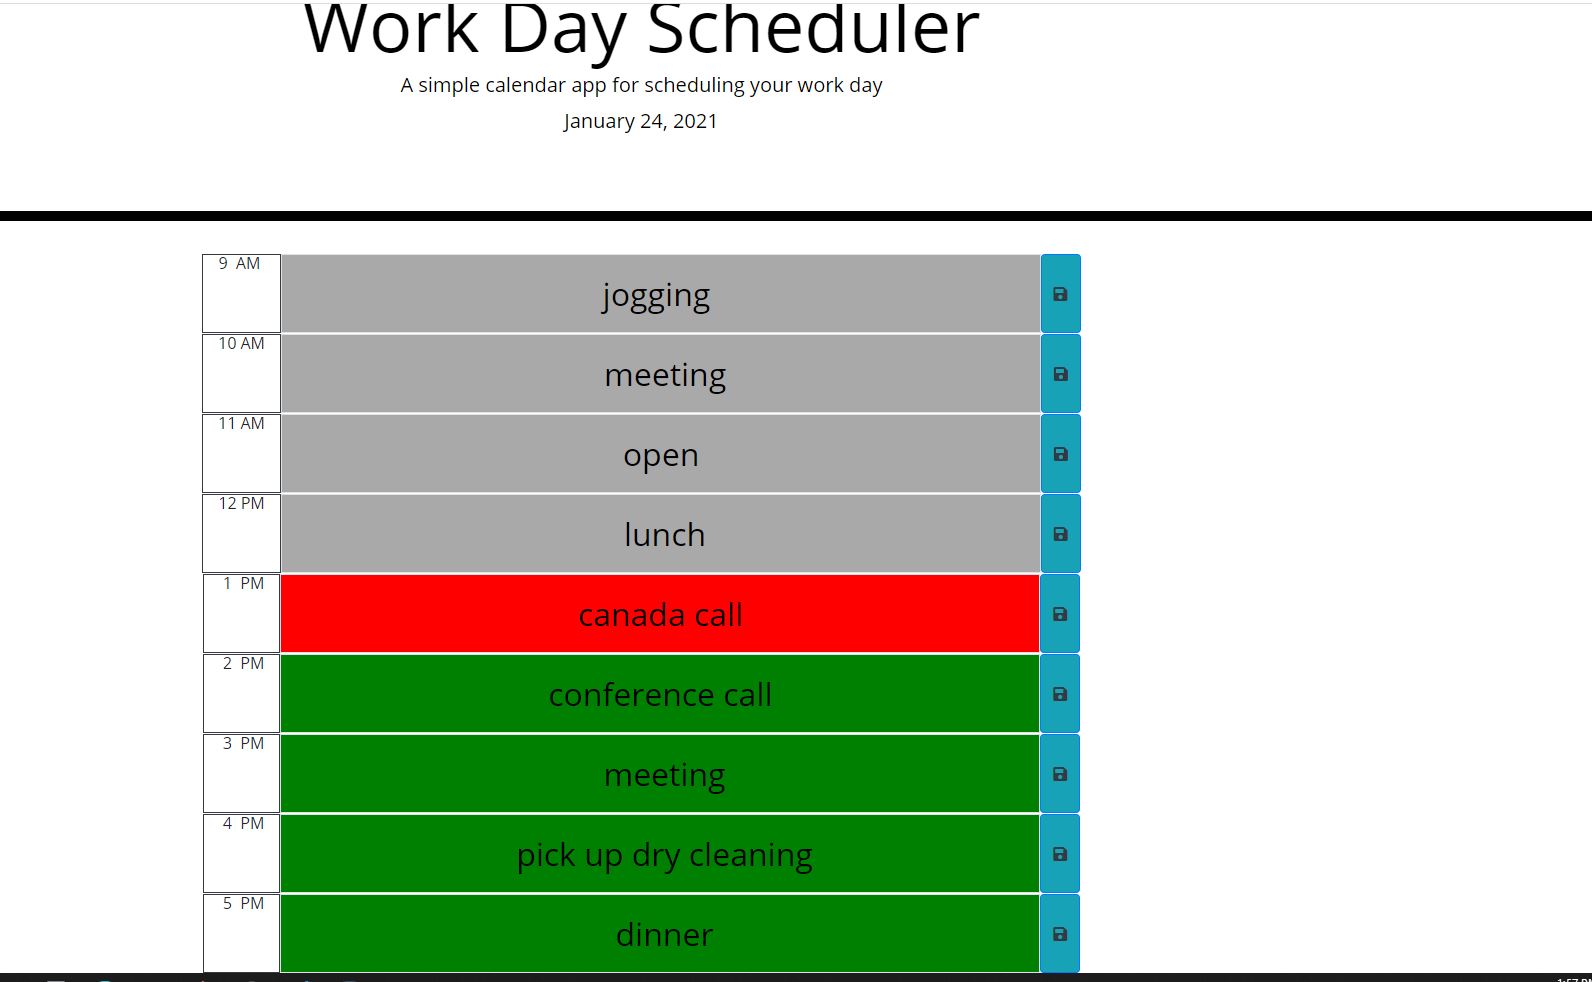 Work Day Scheduler
A simple calendar app for scheduling your work day
January 24, 2021
9 AM
jogging
10 AM
meeting
11 AM
open
12 PM
lunch
1 PM
canada call
2 PM
conference call
3 PM
meeting
4 PM
pick up dry cleaning
5 PM
dinner